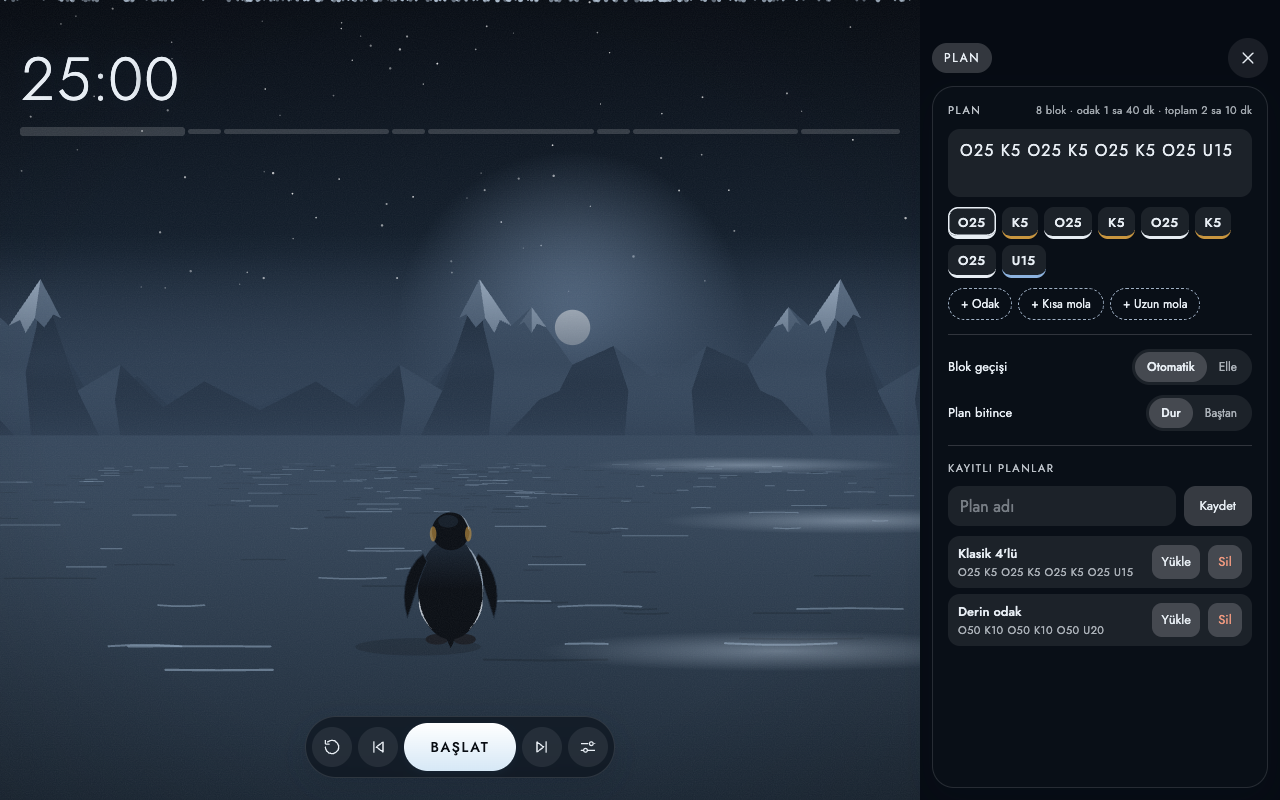 25:00
PLAN
PLAN 8 blok · odak 1 sa 40 dk · toplam 2 sa 10 dk
O25 K5 O25 K5 O25 K5 O25 U15
O25 K5 O25 K5 O25 K5
O25 U15
+ Odak + Kısa mola + Uzun mola
Blok geçişi Otomatik Elle
Plan bitince Dur Baştan
KAYITLI PLANLAR
Plan adı Kaydet
Klasik 4'lü
O25 K5 O25 K5 O25 K5 O25 U15
Yükle Sil
Derin odak
O50 K10 O50 K10 O50 U20
Yükle Sil
BAŞLAT